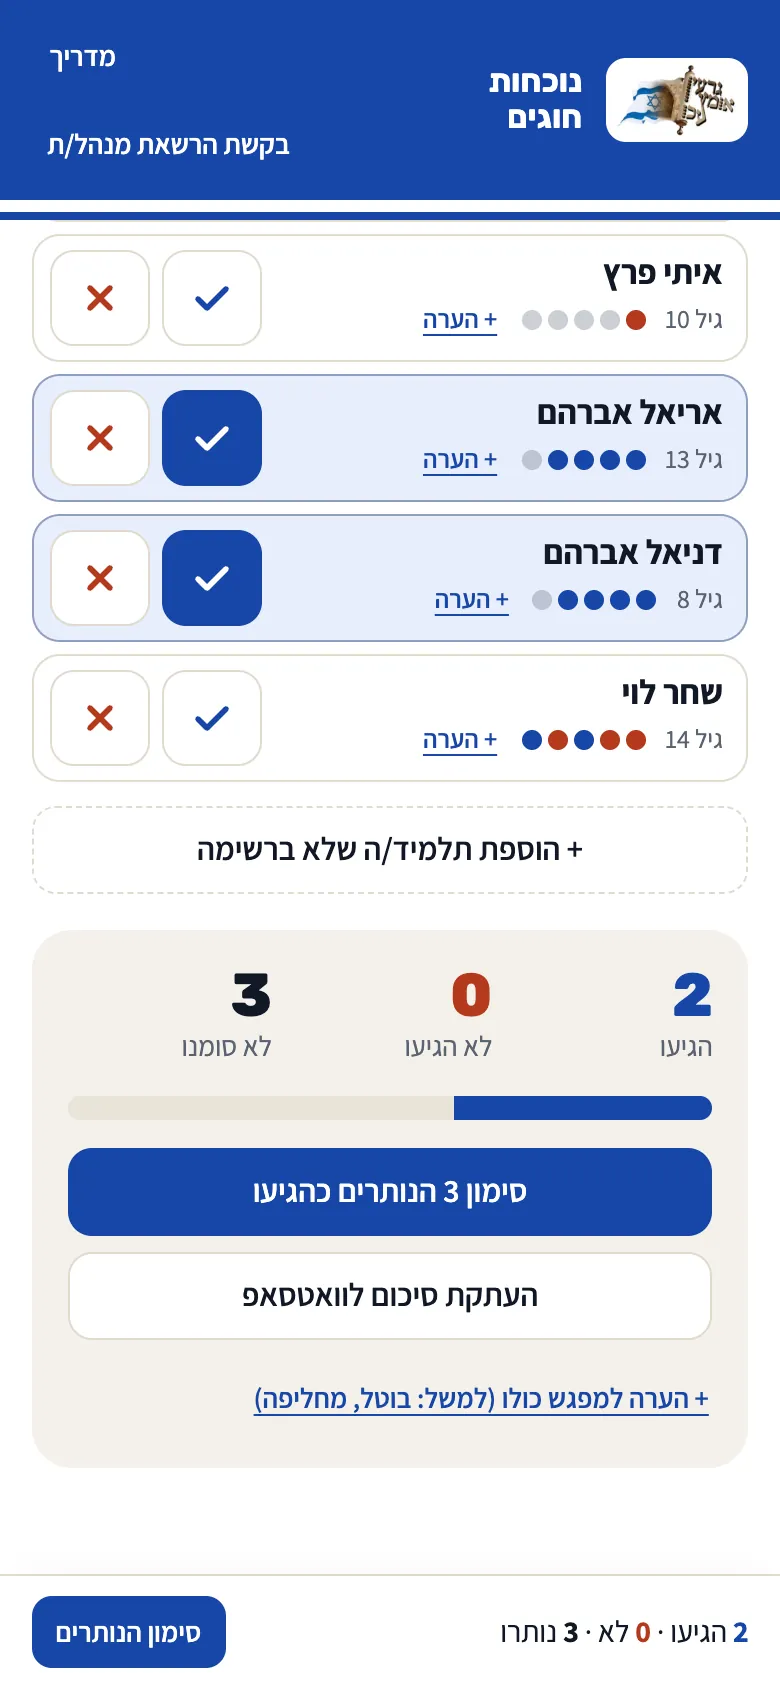 נוכחות
חוגים
מדריך
בקשת הרשאת מנהל/ת
איתי פרץ
גיל 10
+ הערה
אריאל אברהם
גיל 13
+ הערה
דניאל אברהם
גיל 8
+ הערה
שחר לוי
גיל 14
+ הערה
+ הוספת תלמיד/ה שלא ברשימה
2 0 3
הגיעו לא הגיעו לא סומנו
סימון 3 הנותרים כהגיעו
העתקת סיכום לוואטסאפ
+ הערה למפגש כולו (למשל: בוטל, מחליפה)
2 הגיעו · 0 לא · 3 נותרו
סימון הנותרים